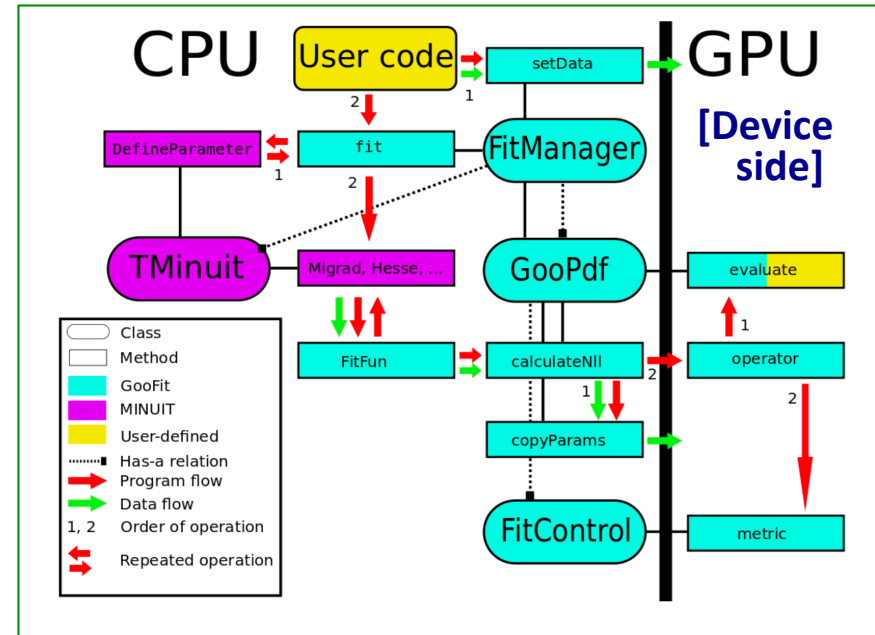 CPU
GPU
[Device
side]
User code
setData
1
2
DefineParameter
fit
FitManager
1
2
TMinuit
Migrad, Hesse, ...
GooPdf
evaluate
1
FitFun
calculateNll
2
operator
1
2
copyParams
FitControl
metric
Class
Method
GooFit
MINUIT
User-defined
Has-a relation
Program flow
Data flow
1, 2 Order of operation
Repeated operation